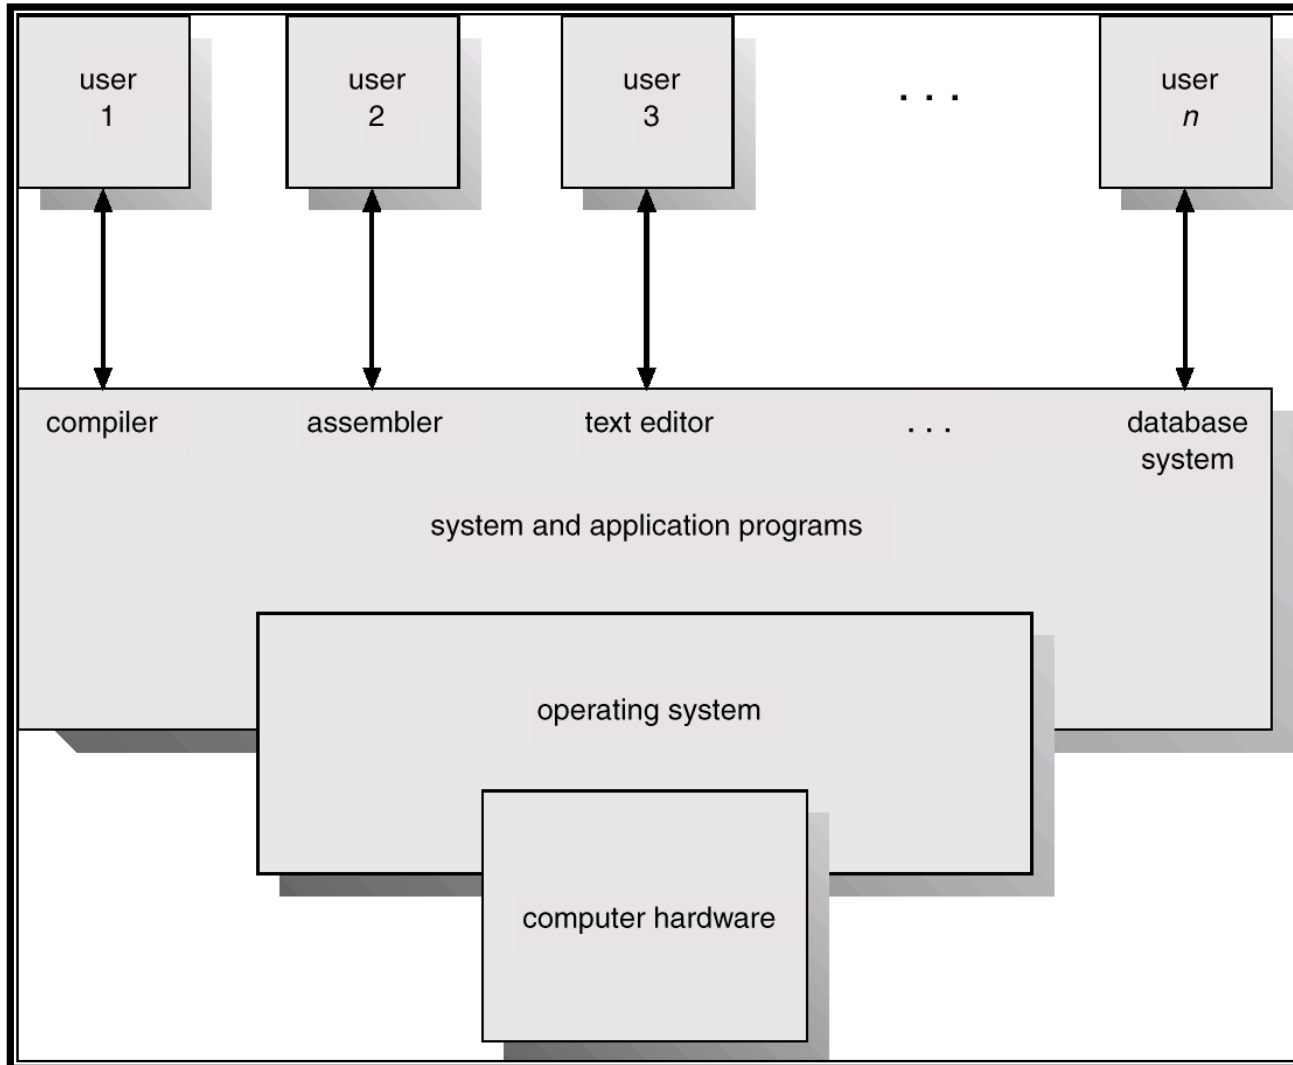 user
1
user
2
user
3
. . .
user
n
compiler
assembler
text editor
. . .
database
system
system and application programs
operating system
computer hardware